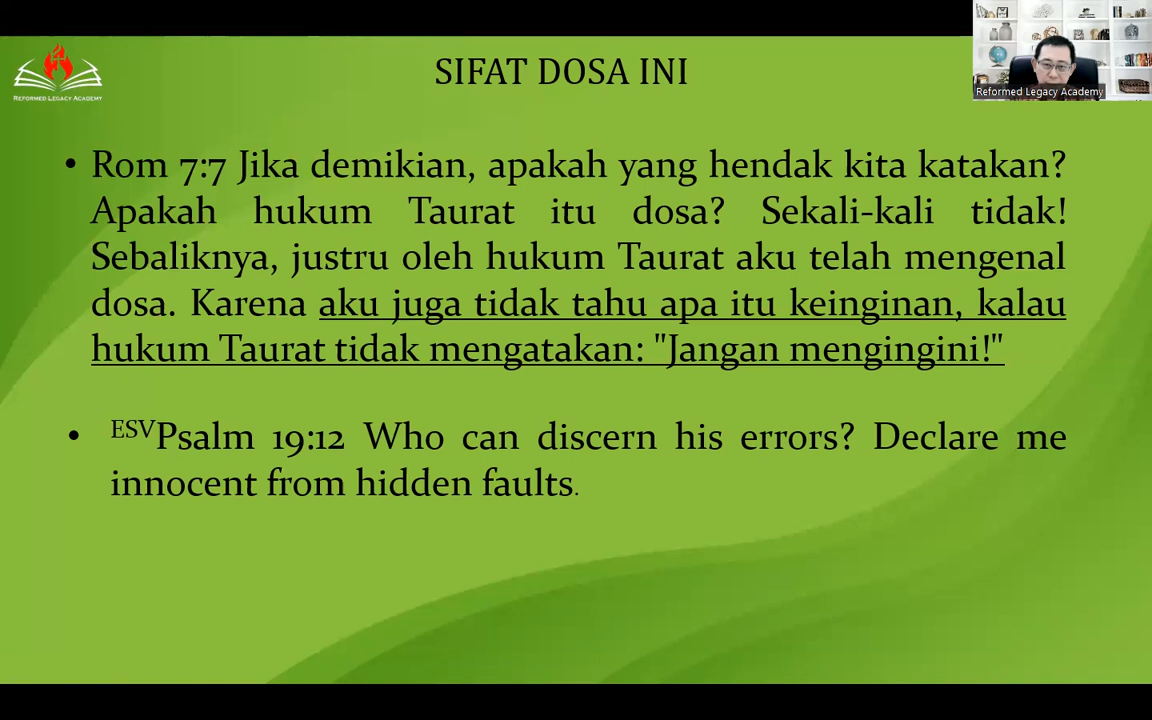 SIFAT DOSA INI
REFORMED LEGACY ACADEMY
Reformed Legacy Academy
• Rom 7:7 Jika demikian, apakah yang hendak kita katakan?
Apakah hukum Taurat itu dosa? Sekali-kali tidak!
Sebaliknya, justru oleh hukum Taurat aku telah mengenal
dosa. Karena aku juga tidak tahu apa itu keinginan, kalau
hukum Taurat tidak mengatakan: "Jangan mengingini!"
• ESVPsalm 19:12 Who can discern his errors? Declare me
innocent from hidden faults.